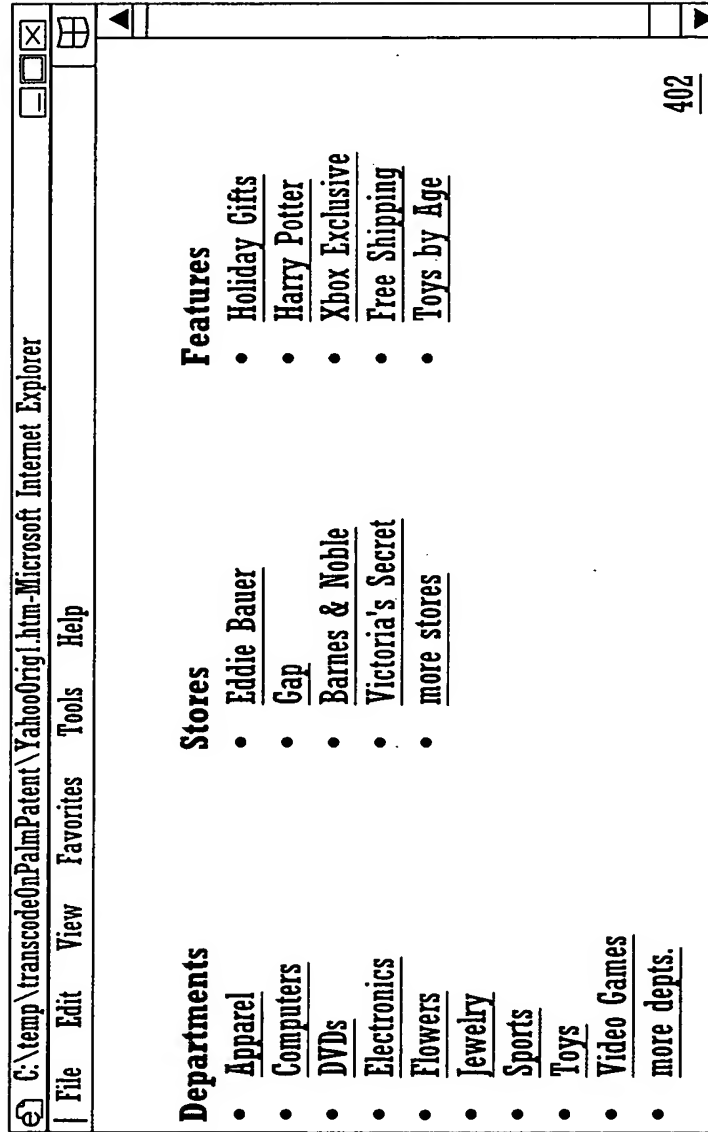 C:\temp\transcodeOnPalmPatent\YahooOrig1.htm-Microsoft Internet Explorer
File Edit View Favorites Tools Help
Departments
• Apparel
• Computers
• DVDs
• Electronics
• Flowers
• Jewelry
• Sports
• Toys
• Video Games
• more depts.
Stores
• Eddie Bauer
• Gap
• Barnes & Noble
• Victoria's Secret
• more stores
Features
• Holiday Gifts
• Harry Potter
• Xbox Exclusive
• Free Shipping
• Toys by Age
402